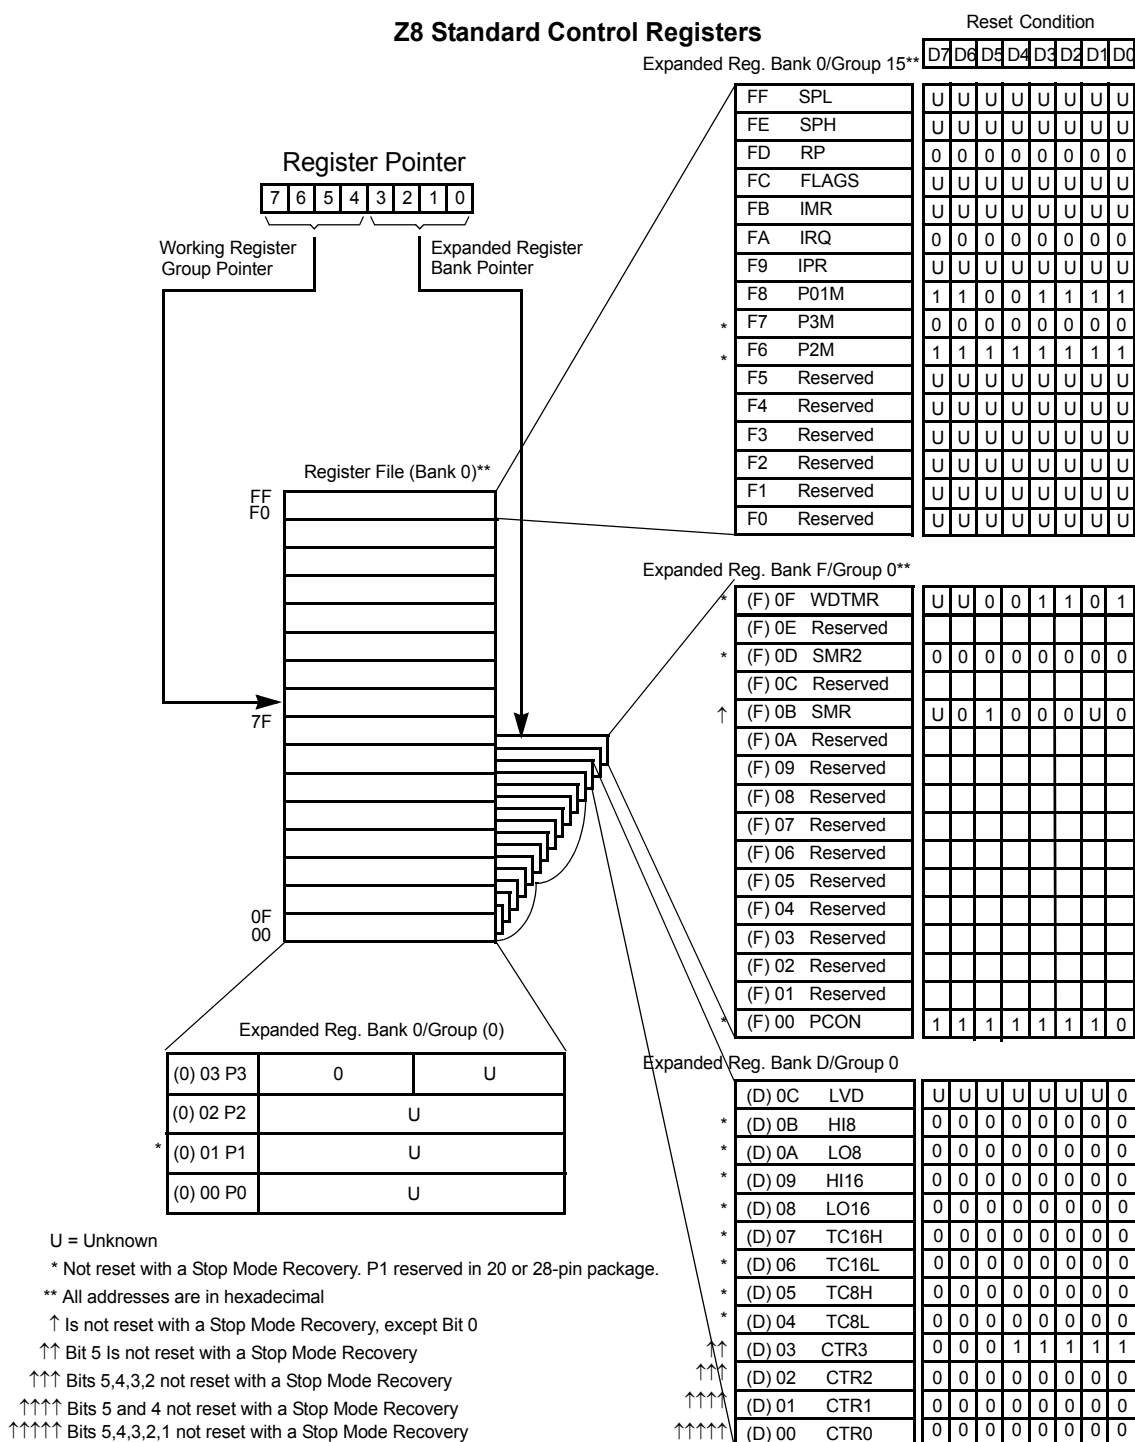 Z8 Standard Control Registers
Reset Condition
Expanded Reg. Bank 0/Group 15**
D7 D6 D5 D4 D3 D2 D1 D0
FF SPL U U U U U U U U
FE SPH U U U U U U U U
FD RP 0 0 0 0 0 0 0 0
FC FLAGS U U U U U U U U
FB IMR U U U U U U U U
FA IRQ 0 0 0 0 0 0 0 0
F9 IPR U U U U U U U U
F8 P01M 1 1 0 0 1 1 1 1
* F7 P3M 0 0 0 0 0 0 0 0
* F6 P2M 1 1 1 1 1 1 1 1
F5 Reserved U U U U U U U U
F4 Reserved U U U U U U U U
F3 Reserved U U U U U U U U
F2 Reserved U U U U U U U U
F1 Reserved U U U U U U U U
F0 Reserved U U U U U U U U
Register Pointer
7 6 5 4 3 2 1 0
Working Register
Group Pointer
Expanded Register
Bank Pointer
Register File (Bank 0)**
FF
F0
7F
0F
00
Expanded Reg. Bank F/Group 0**
* (F) 0F WDTMR U U 0 0 1 1 0 1
(F) 0E Reserved
* (F) 0D SMR2 0 0 0 0 0 0 0 0
(F) 0C Reserved
↑ (F) 0B SMR U 0 1 0 0 0 U 0
(F) 0A Reserved
(F) 09 Reserved
(F) 08 Reserved
(F) 07 Reserved
(F) 06 Reserved
(F) 05 Reserved
(F) 04 Reserved
(F) 03 Reserved
(F) 02 Reserved
(F) 01 Reserved
* (F) 00 PCON 1 1 1 1 1 1 1 0
Expanded Reg. Bank 0/Group (0)
(0) 03 P3 0 U
(0) 02 P2 U
* (0) 01 P1 U
(0) 00 P0 U
Expanded Reg. Bank D/Group 0
(D) 0C LVD U U U U U U U 0
* (D) 0B HI8 0 0 0 0 0 0 0 0
* (D) 0A LO8 0 0 0 0 0 0 0 0
* (D) 09 HI16 0 0 0 0 0 0 0 0
* (D) 08 LO16 0 0 0 0 0 0 0 0
* (D) 07 TC16H 0 0 0 0 0 0 0 0
* (D) 06 TC16L 0 0 0 0 0 0 0 0
* (D) 05 TC8H 0 0 0 0 0 0 0 0
* (D) 04 TC8L 0 0 0 0 0 0 0 0
↑↑ (D) 03 CTR3 0 0 0 1 1 1 1 1
↑↑↑ (D) 02 CTR2 0 0 0 0 0 0 0 0
↑↑↑↑ (D) 01 CTR1 0 0 0 0 0 0 0 0
↑↑↑↑↑ (D) 00 CTR0 0 0 0 0 0 0 0 0
U = Unknown
* Not reset with a Stop Mode Recovery. P1 reserved in 20 or 28-pin package.
** All addresses are in hexadecimal
↑ Is not reset with a Stop Mode Recovery, except Bit 0
↑↑ Bit 5 Is not reset with a Stop Mode Recovery
↑↑↑ Bits 5,4,3,2 not reset with a Stop Mode Recovery
↑↑↑↑ Bits 5 and 4 not reset with a Stop Mode Recovery
↑↑↑↑↑ Bits 5,4,3,2,1 not reset with a Stop Mode Recovery